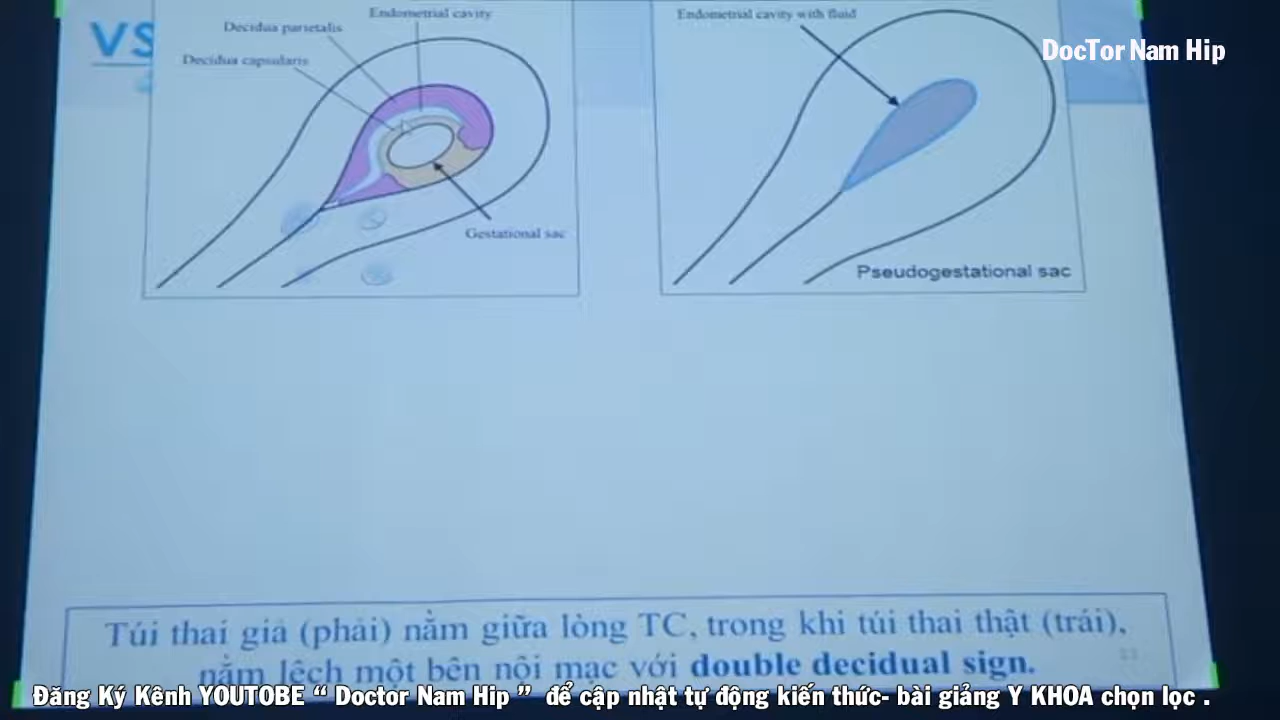 VS
Endometrial cavity
Decidua parietalis
Decidua capsularis
Gestational sac
Endometrial cavity with fluid
Pseudogestational sac
DocTor Nam Hip
Túi thai giả (phải) nằm giữa lòng TC, trong khi túi thai thật (trái),
nằm lệch một bên nội mạc với double decidual sign.
23
Đăng Ký Kênh YOUTOBE “ Doctor Nam Hip ” để cập nhật tự động kiến thức- bài giảng Y KHOA chọn lọc .